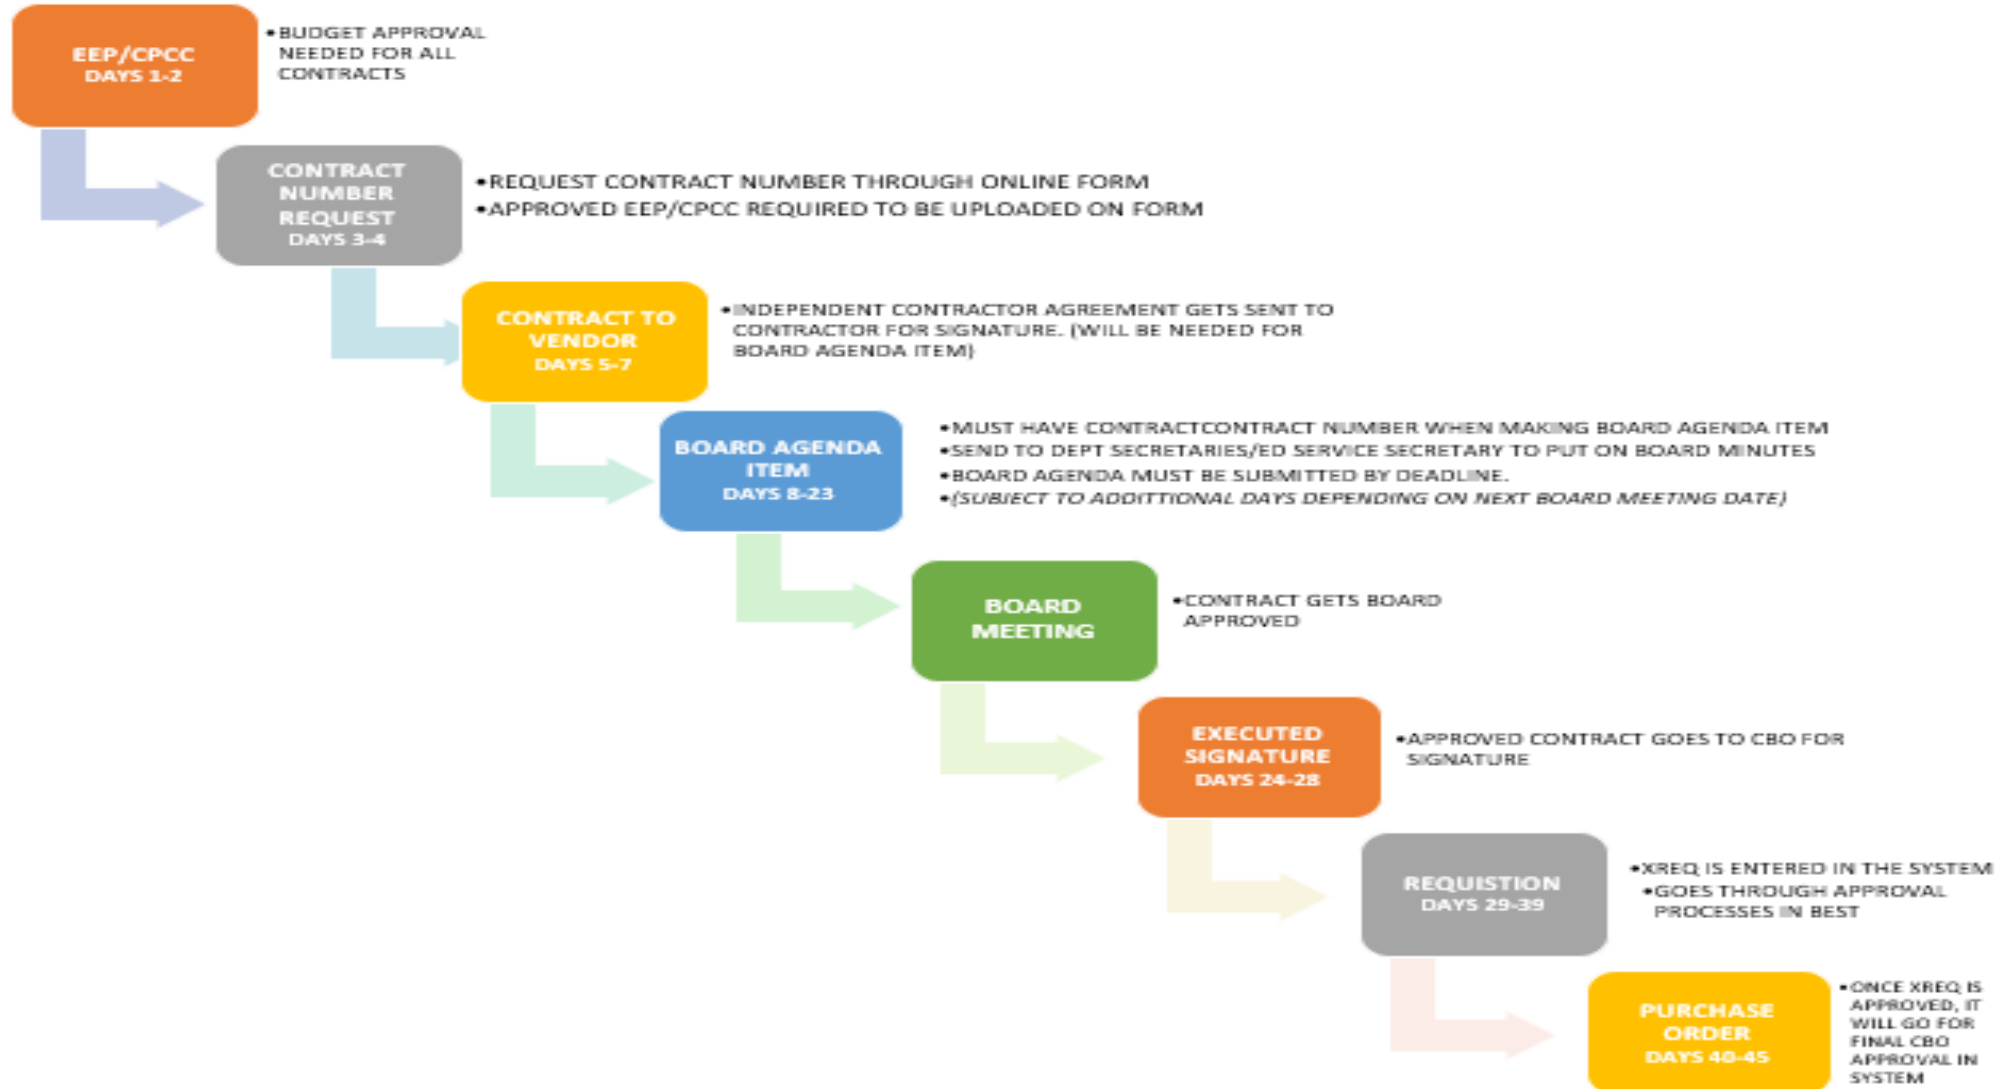 EEP/CPCC
DAYS 1-2
•BUDGET APPROVAL
NEEDED FOR ALL
CONTRACTS
CONTRACT
NUMBER
REQUEST
DAYS 3-4
•REQUEST CONTRACT NUMBER THROUGH ONLINE FORM
•APPROVED EEP/CPCC REQUIRED TO BE UPLOADED ON FORM
CONTRACT TO
VENDOR
DAYS 5-7
•INDEPENDENT CONTRACTOR AGREEMENT GETS SENT TO
CONTRACTOR FOR SIGNATURE. (WILL BE NEEDED FOR
BOARD AGENDA ITEM)
BOARD AGENDA
ITEM
DAYS 8-23
•MUST HAVE CONTRACTCONTRACT NUMBER WHEN MAKING BOARD AGENDA ITEM
•SEND TO DEPT SECRETARIES/ED SERVICE SECRETARY TO PUT ON BOARD MINUTES
•BOARD AGENDA MUST BE SUBMITTED BY DEADLINE.
•(SUBJECT TO ADDITTIONAL DAYS DEPENDING ON NEXT BOARD MEETING DATE)
BOARD
MEETING
•CONTRACT GETS BOARD
APPROVED
EXECUTED
SIGNATURE
DAYS 24-28
•APPROVED CONTRACT GOES TO CBO FOR
SIGNATURE
REQUISTION
DAYS 29-39
•XREQ IS ENTERED IN THE SYSTEM
•GOES THROUGH APPROVAL
PROCESSES IN BEST
PURCHASE
ORDER
DAYS 40-45
•ONCE XREQ IS
APPROVED, IT
WILL GO FOR
FINAL CBO
APPROVAL IN
SYSTEM